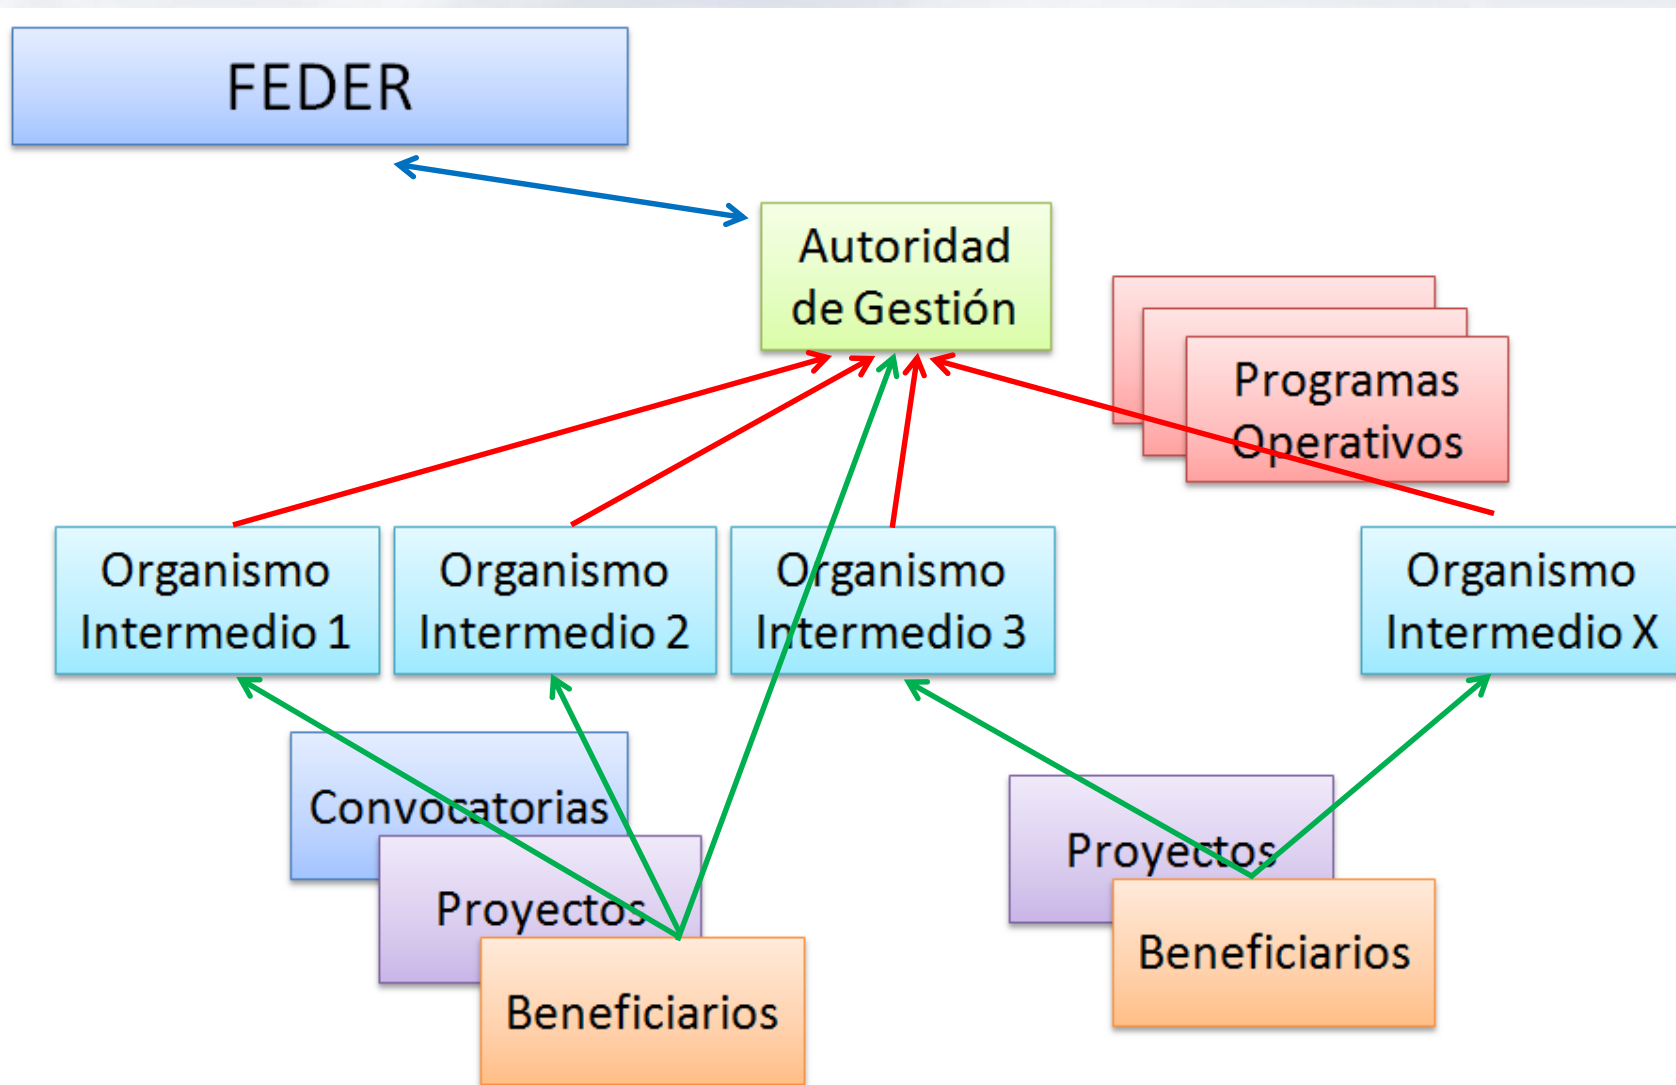 FEDER
Autoridad
de Gestión
Programas
Operativos
Organismo
Intermedio 1
Organismo
Intermedio 2
Organismo
Intermedio 3
Organismo
Intermedio X
Convocatorias
Proyectos
Beneficiarios
Proyectos
Beneficiarios